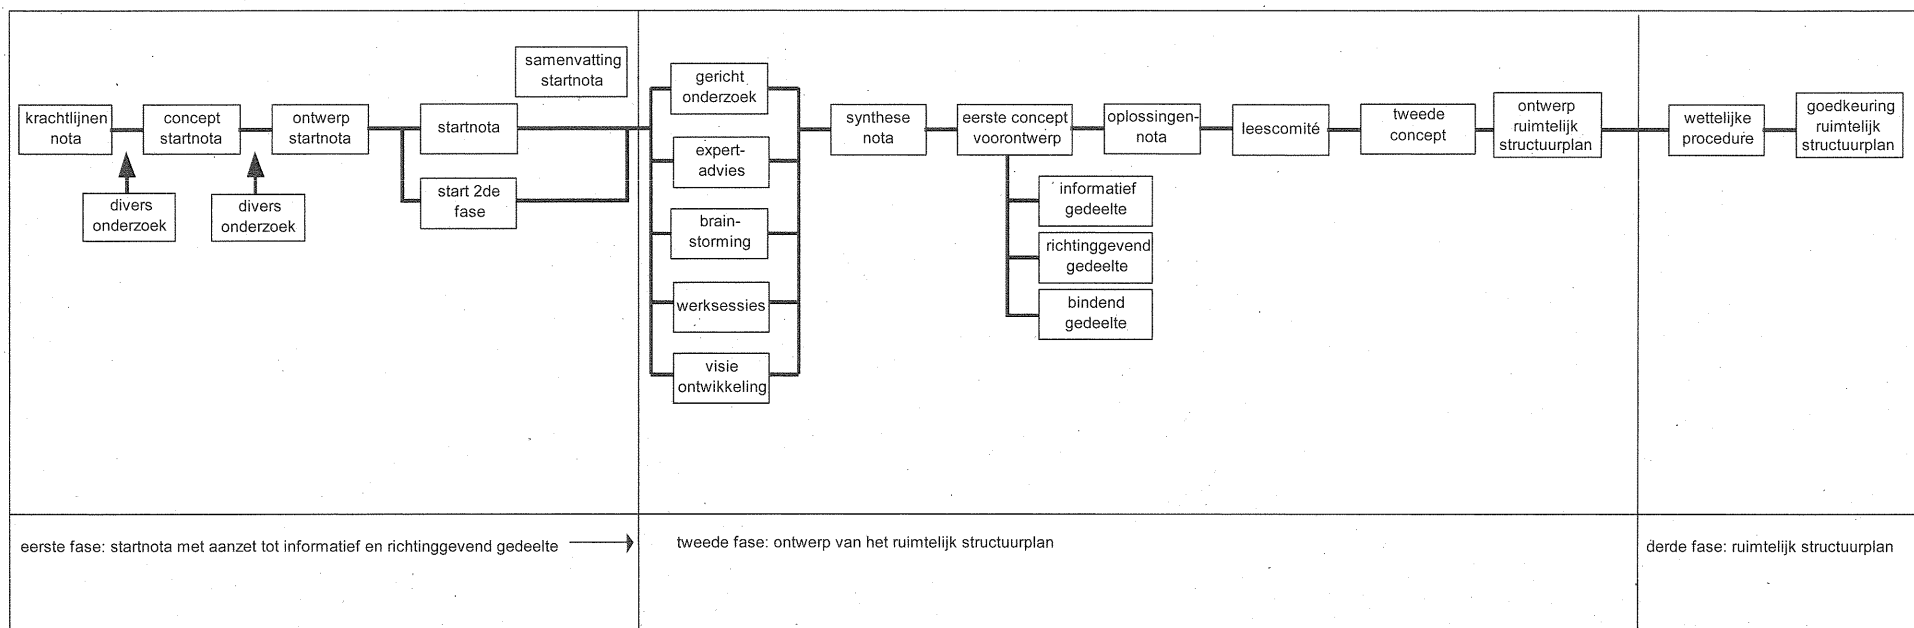 krachtlijnen
nota
concept
startnota
divers
onderzoek
ontwerp
startnota
divers
onderzoek
samenvatting
startnota
startnota
start 2de
fase
gericht
onderzoek
expert-
advies
brain-
storming
werksessies
visie
ontwikkeling
synthese
nota
eerste concept
voorontwerp
informatief
gedeelte
richtinggevend
gedeelte
bindend
gedeelte
oplossingen-
nota
leescomité
tweede
concept
ontwerp
ruimtelijk
structuurplan
wettelijke
procedure
goedkeuring
ruimtelijk
structuurplan
eerste fase: startnota met aanzet tot informatief en richtinggevend gedeelte
tweede fase: ontwerp van het ruimtelijk structuurplan
derde fase: ruimtelijk structuurplan